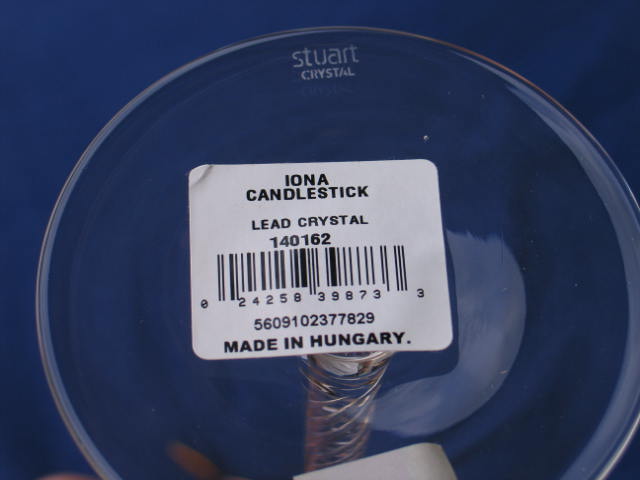 stuart
CRYSTAL
IONA
CANDLESTICK
LEAD CRYSTAL
140162
0 24258 39873 3
5609102377829
MADE IN HUNGARY.